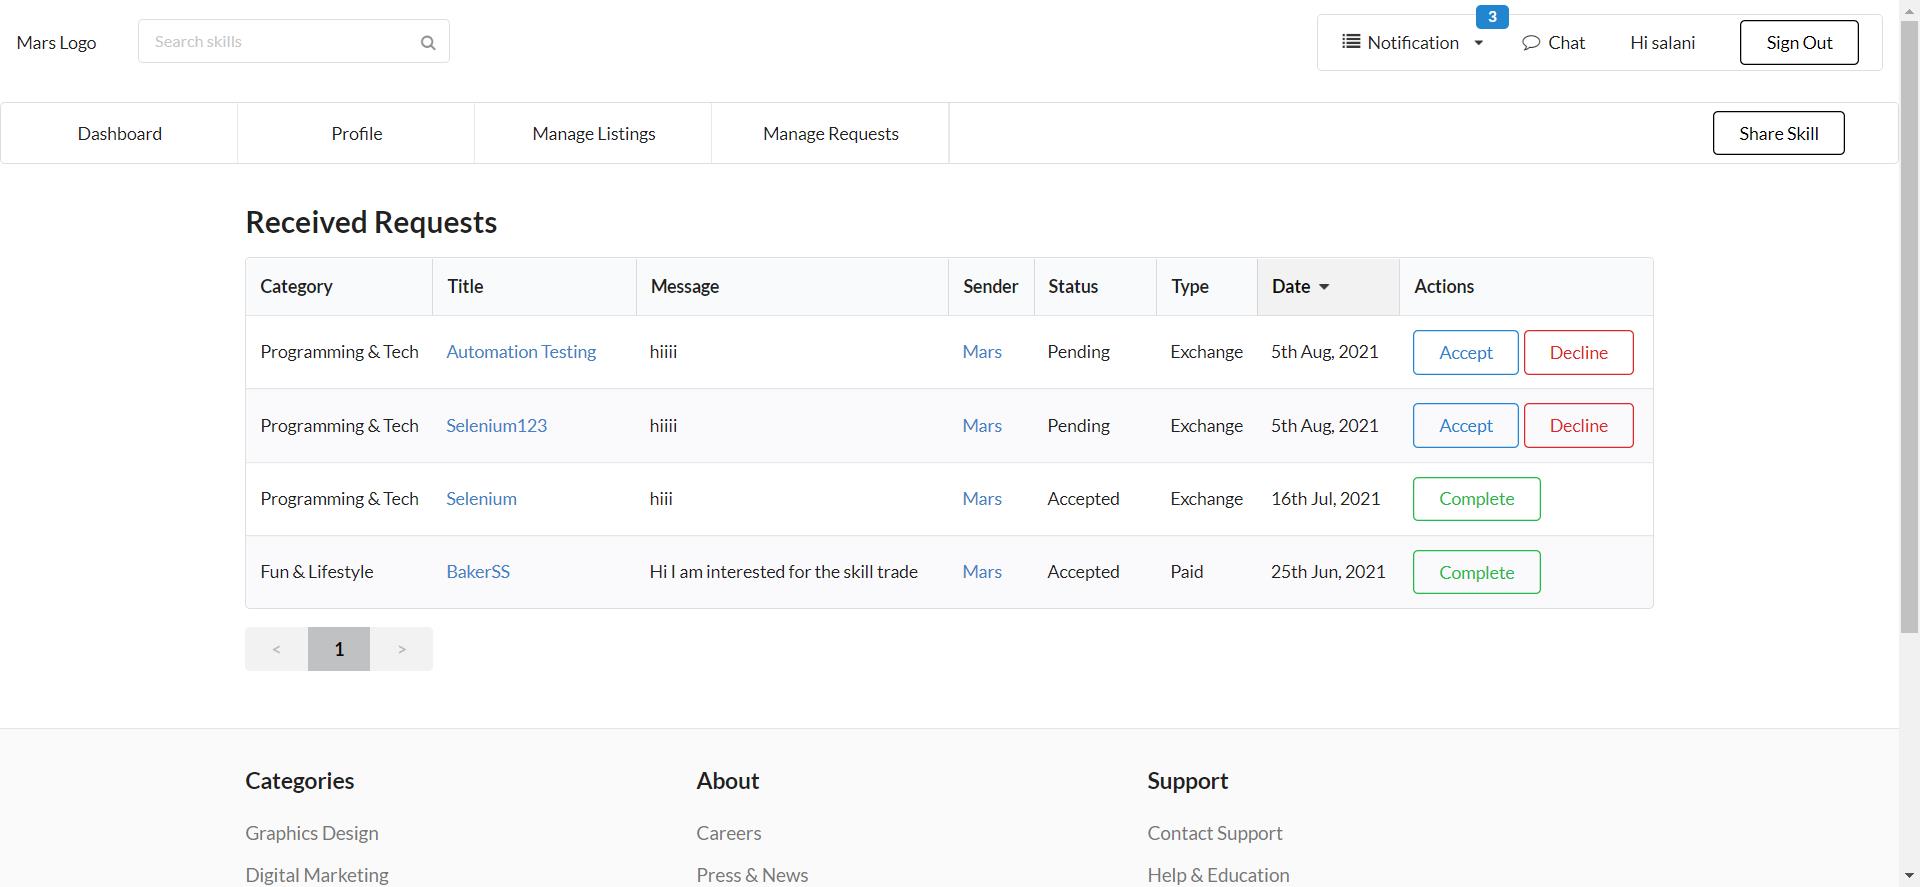 Mars Logo
Search skills
3
Notification
Chat
Hi salani
Sign Out
Dashboard Profile Manage Listings Manage Requests Share Skill
Received Requests
Category Title Message Sender Status Type Date Actions
Programming & Tech Automation Testing hiiii Mars Pending Exchange 5th Aug, 2021 Accept Decline
Programming & Tech Selenium123 hiiii Mars Pending Exchange 5th Aug, 2021 Accept Decline
Programming & Tech Selenium hiii Mars Accepted Exchange 16th Jul, 2021 Complete
Fun & Lifestyle BakerSS Hi I am interested for the skill trade Mars Accepted Paid 25th Jun, 2021 Complete
< 1 >
Categories About Support
Graphics Design Careers Contact Support
Digital Marketing Press & News Help & Education